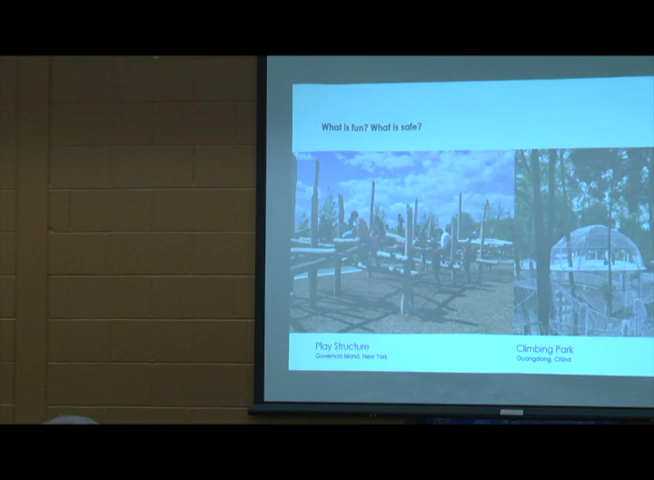 What is fun? What is safe?
Play Structure
Governors Island, New York
Climbing Park
Guangdong, China